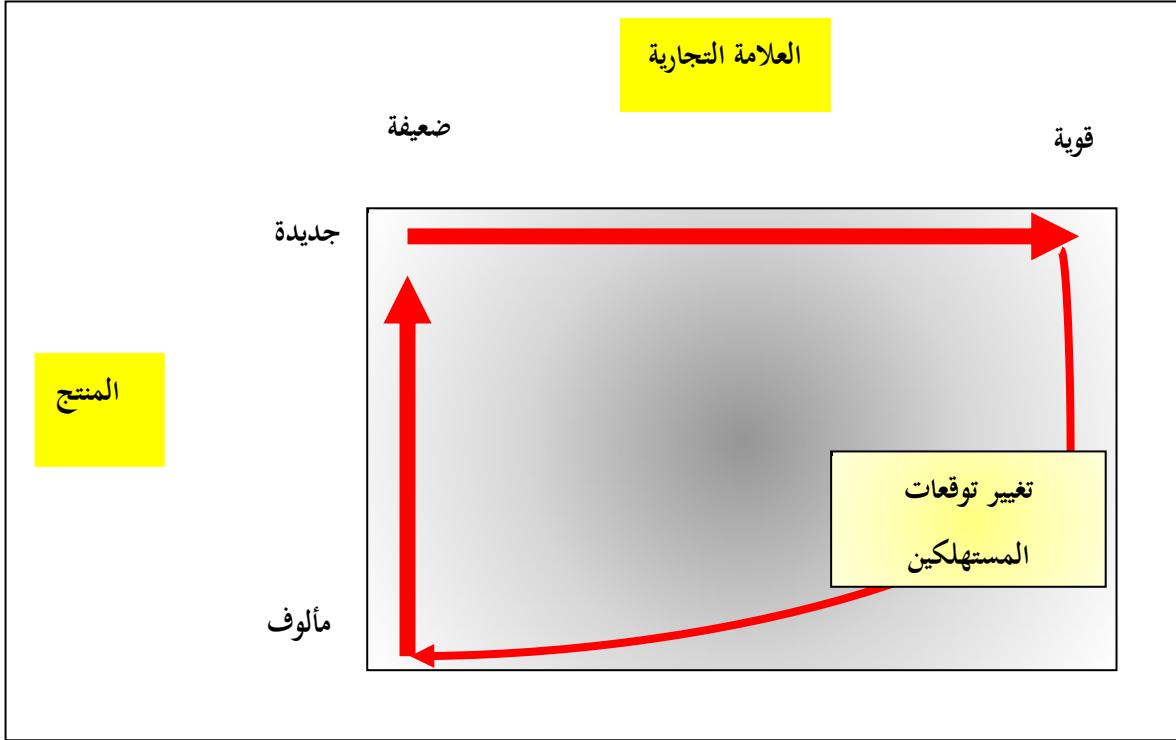 العلامة التجارية
ضعيفة
قوية
جديدة
المنتج
تغيير توقعات
المستهلكين
مألوف